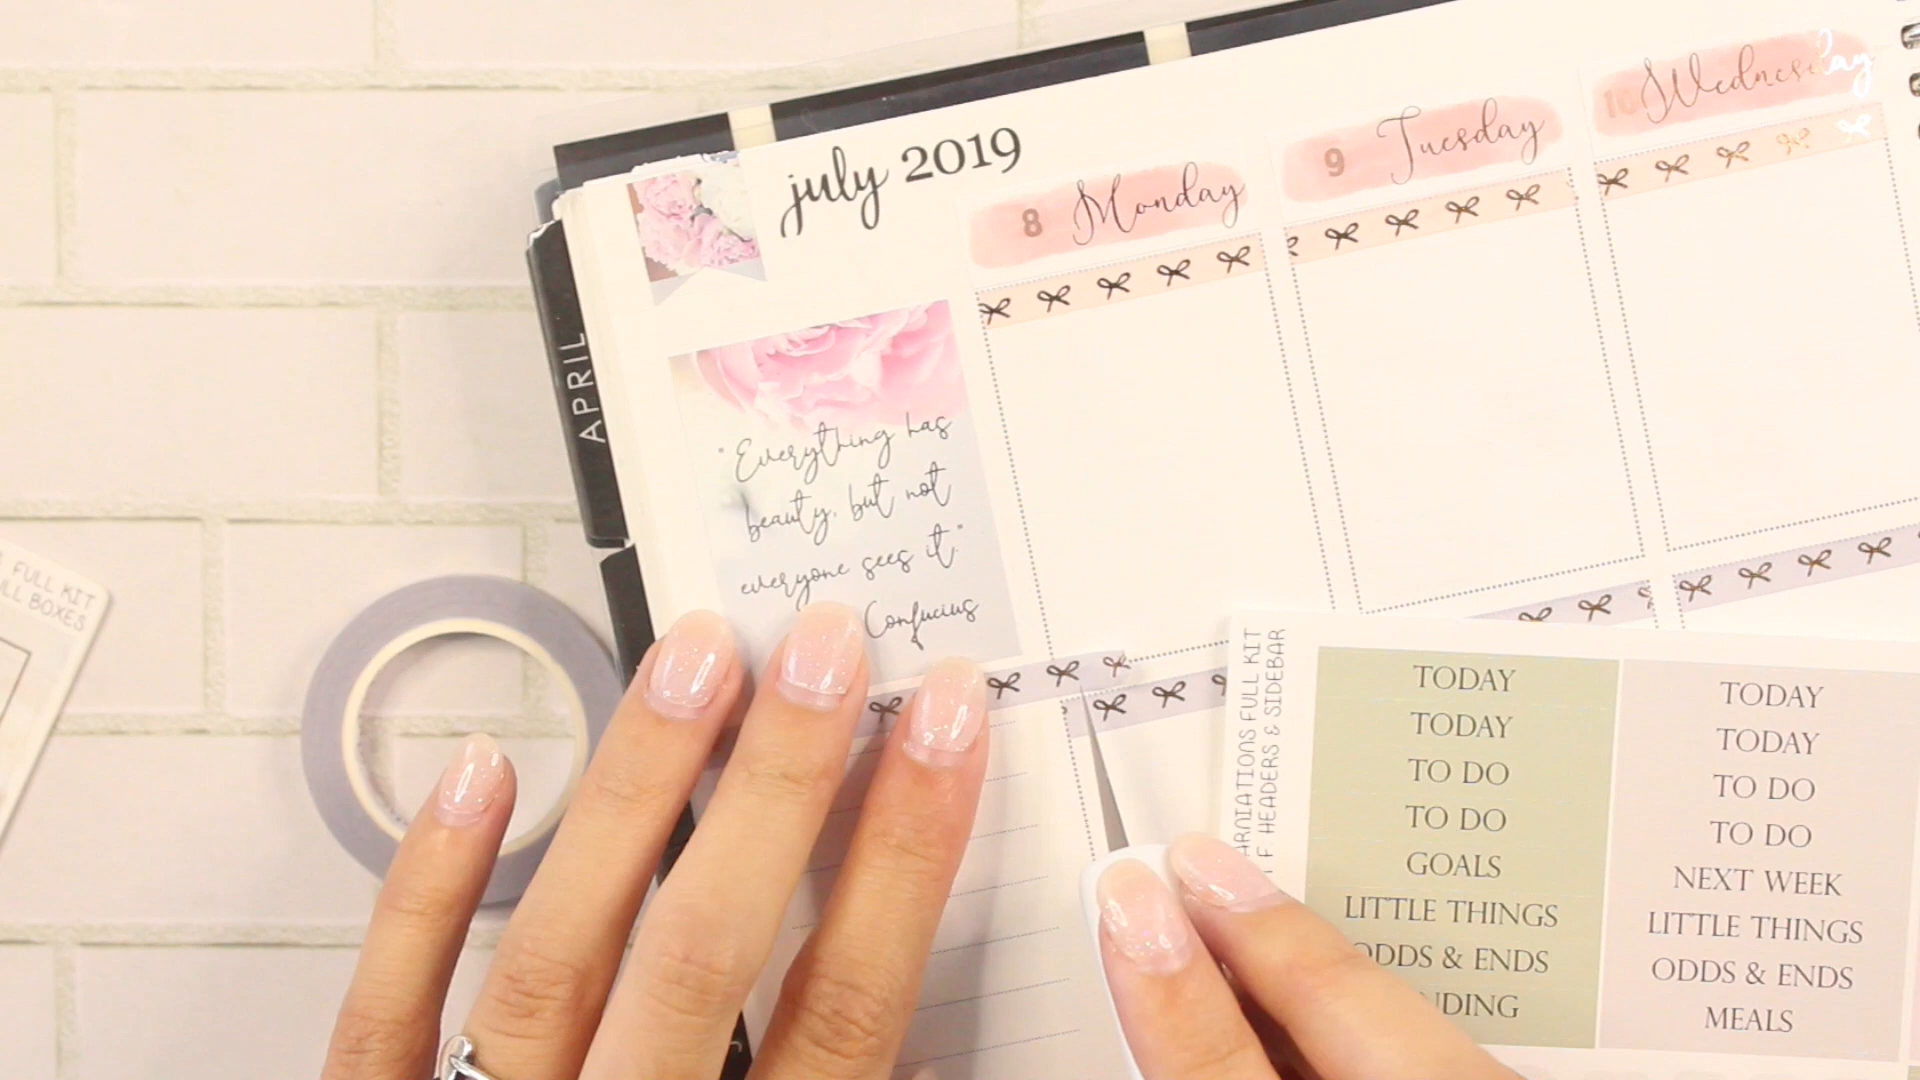 july 2019
8 Monday
9 Tuesday
10 Wednesday
APRIL
"Everything has
beauty, but not
everyone sees it."
Confucius
FULL KIT
BOXES
FULL KIT
HEADERS & SIDEBAR
TODAY
TODAY
TO DO
TO DO
GOALS
LITTLE THINGS
ODDS & ENDS
TODAY
TODAY
TO DO
TO DO
NEXT WEEK
LITTLE THINGS
ODDS & ENDS
MEALS